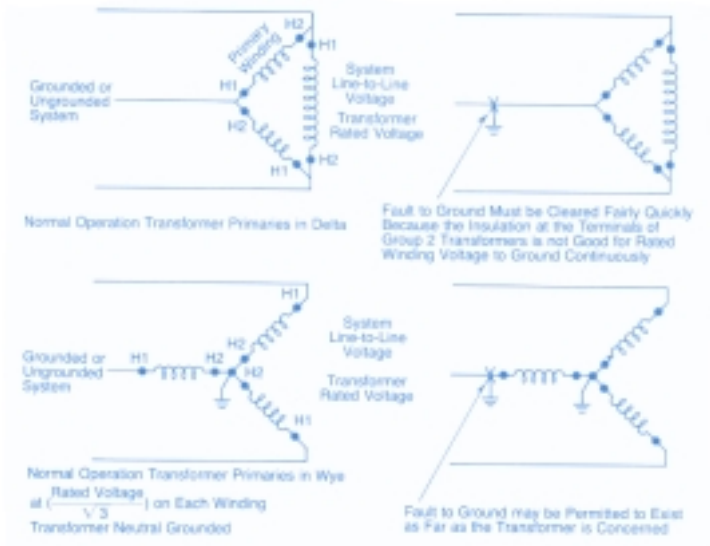 H2
Primary
Winding
H1
H1
Grounded or
Ungrounded
System
H2
H1
H2
System
Line-to-Line
Voltage
Transformer
Rated Voltage
Normal Operation Transformer Primaries in Delta
Fault to Ground Must be Cleared Fairly Quickly
Because the Insulation at the Terminals of
Group 2 Transformers is not Good for Rated
Winding Voltage to Ground Continuously
H1
Grounded or
Ungrounded
System
H1
H2
H2
H2
H1
System
Line-to-Line
Voltage
Transformer
Rated Voltage
Normal Operation Transformer Primaries in Wye
at (Rated Voltage / √3) on Each Winding
Transformer Neutral Grounded
Fault to Ground may be Permitted to Exist
as Far as the Transformer is Concerned